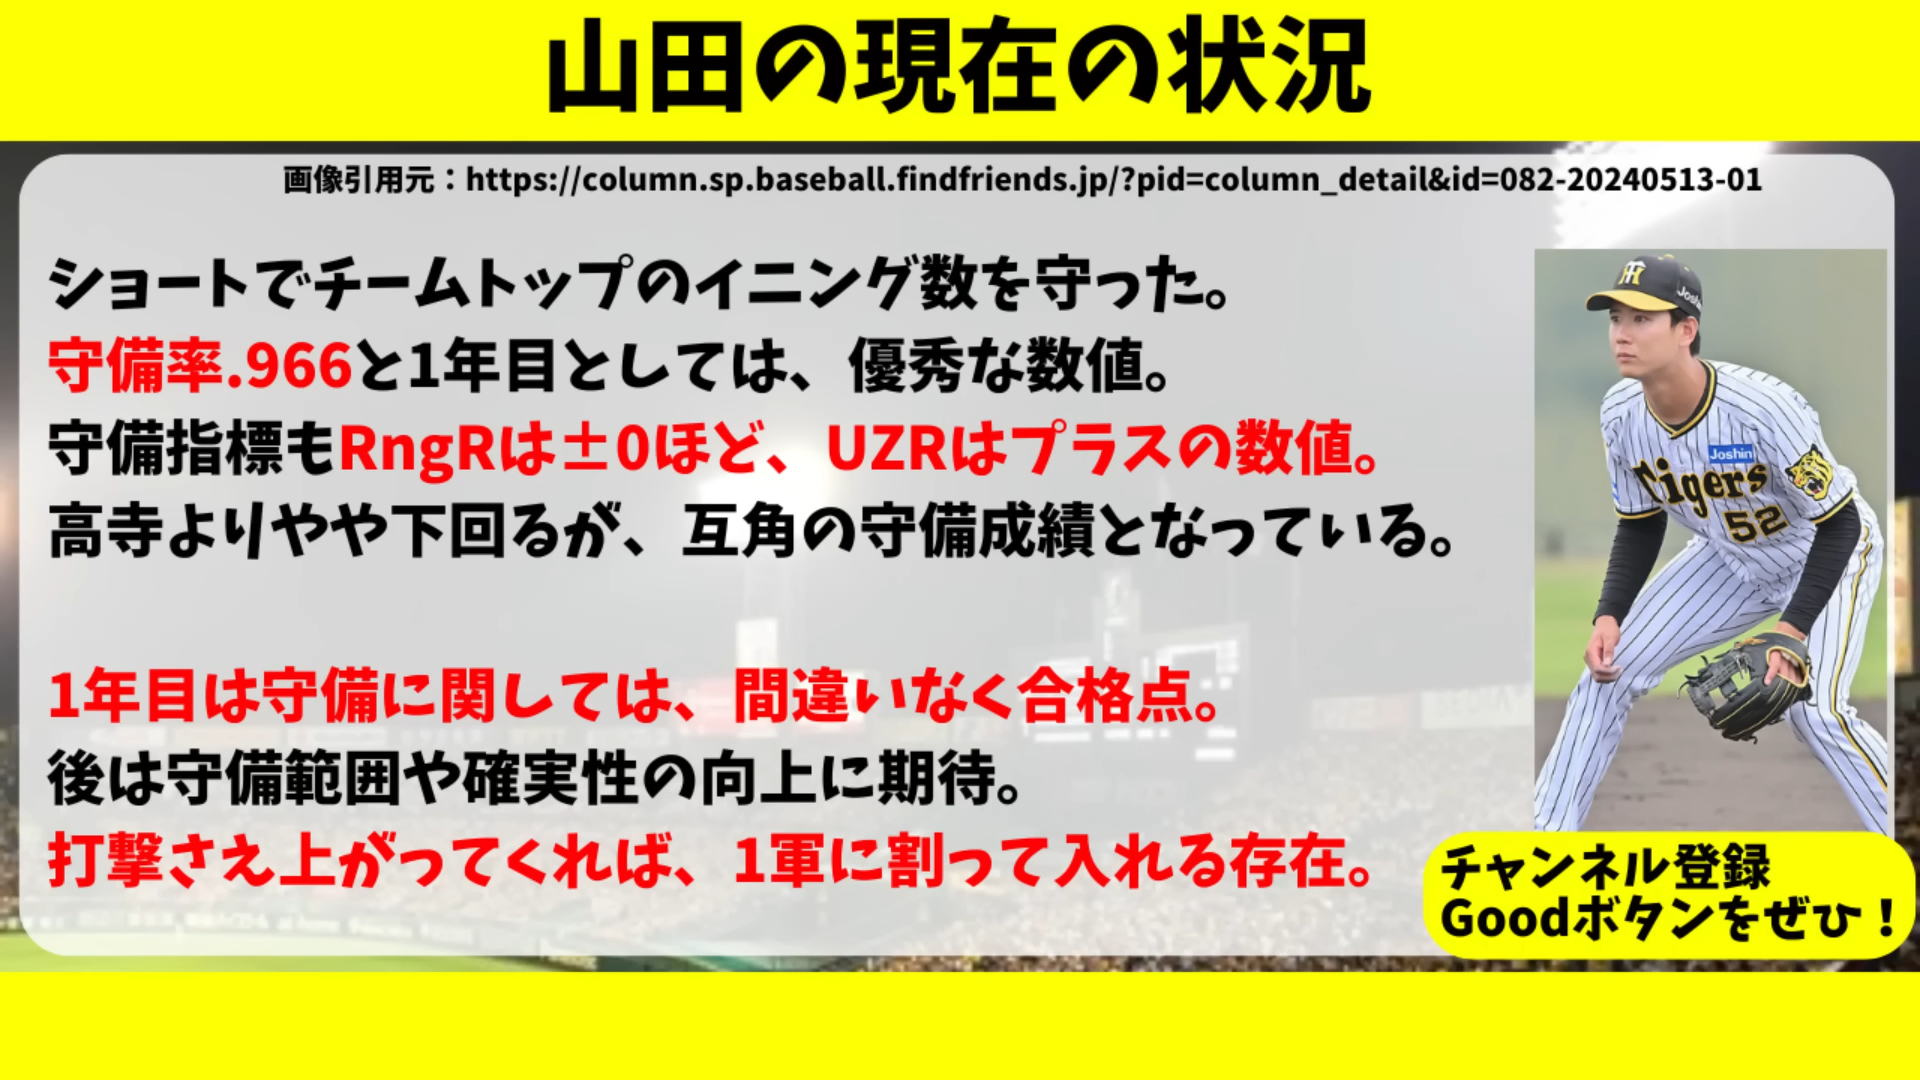 山田の現在の状況
画像引用元：https://column.sp.baseball.findfriends.jp/?pid=column_detail&id=082-20240513-01
ショートでチームトップのイニング数を守った。
守備率.966と1年目としては、優秀な数値。
守備指標もRngRは±0ほど、UZRはプラスの数値。
高寺よりやや下回るが、互角の守備成績となっている。
1年目は守備に関しては、間違いなく合格点。
後は守備範囲や確実性の向上に期待。
打撃さえ上がってくれば、1軍に割って入れる存在。
Joshin
Tigers
52
チャンネル登録
Goodボタンをぜひ！